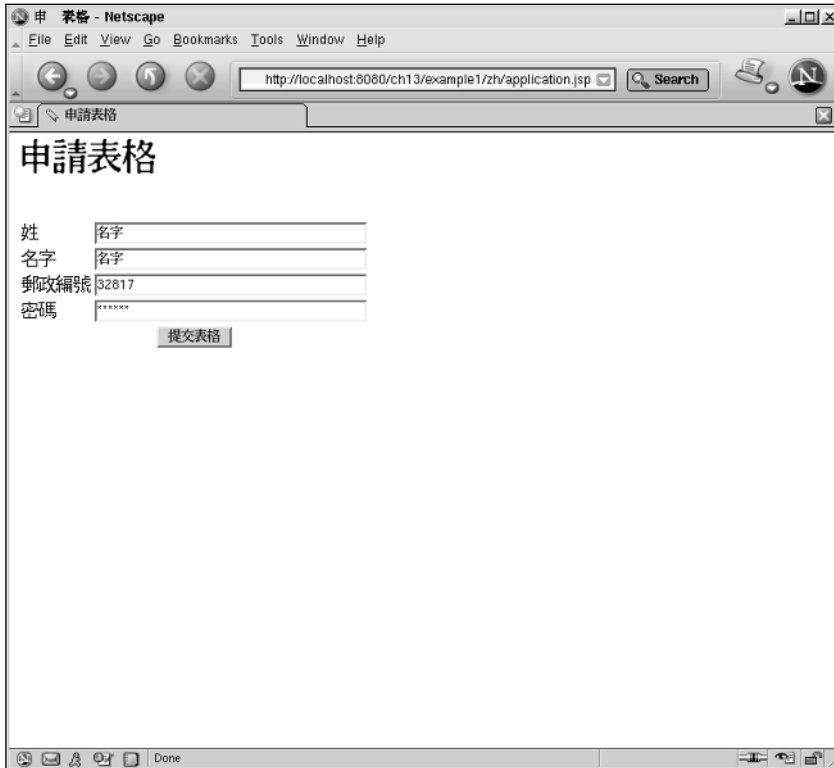 申 表格 - Netscape
File Edit View Go Bookmarks Tools Window Help
http://localhost:8080/ch13/example1/zh/application.jsp Search
申請表格
申請表格
姓 名字
名字 名字
郵政編號 32817
密碼 ******
提交表格
Done